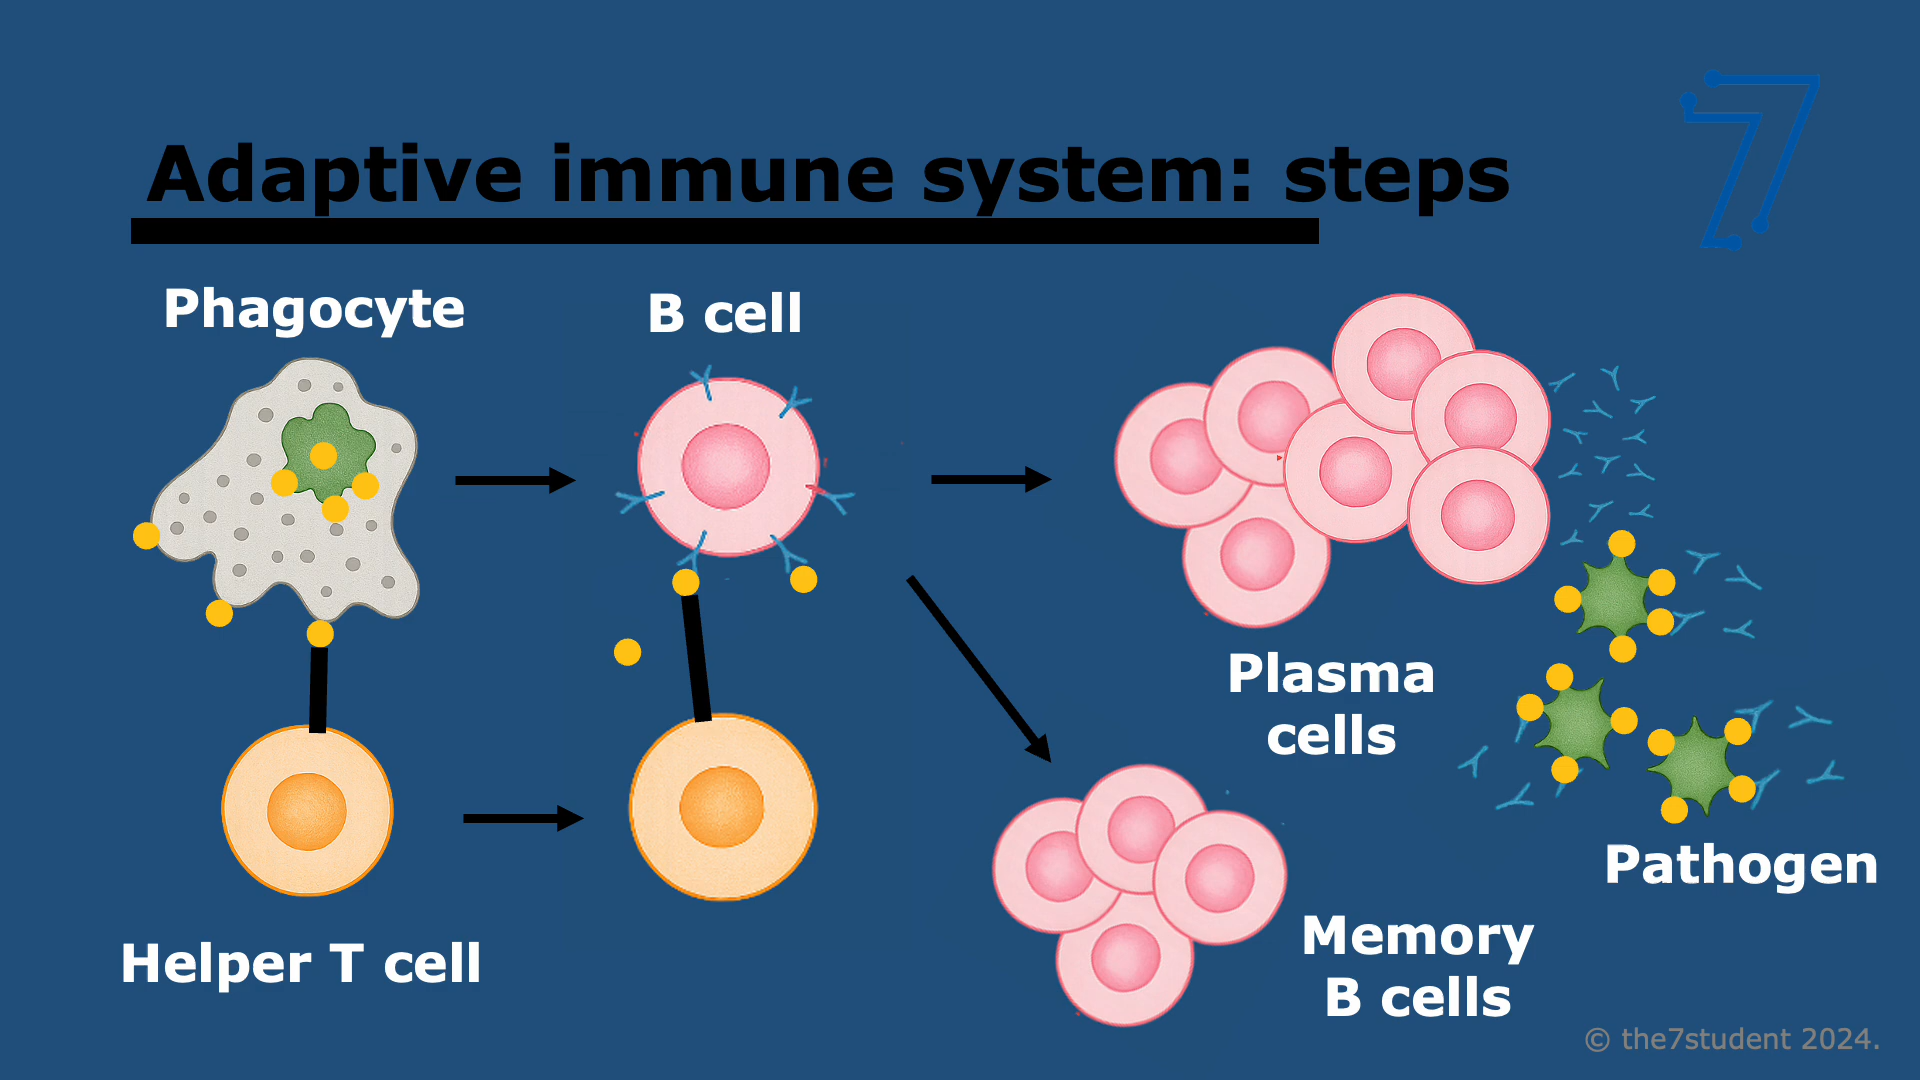 Adaptive immune system: steps
Phagocyte
B cell
Plasma
cells
Pathogen
Helper T cell
Memory
B cells
© the7student 2024.